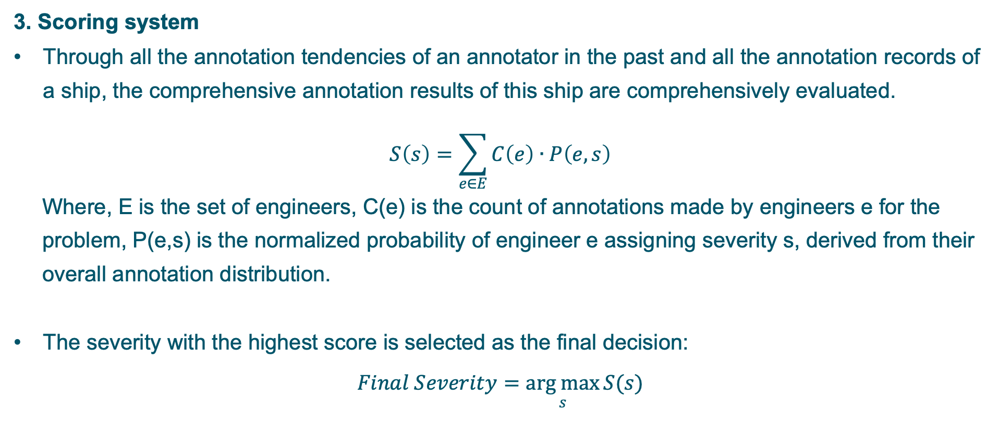 3. Scoring system
• Through all the annotation tendencies of an annotator in the past and all the annotation records of
a ship, the comprehensive annotation results of this ship are comprehensively evaluated.
S(s) = ∑ C(e) · P(e, s)
e∈E
Where, E is the set of engineers, C(e) is the count of annotations made by engineers e for the
problem, P(e,s) is the normalized probability of engineer e assigning severity s, derived from their
overall annotation distribution.
• The severity with the highest score is selected as the final decision:
Final Severity = arg max S(s)
s